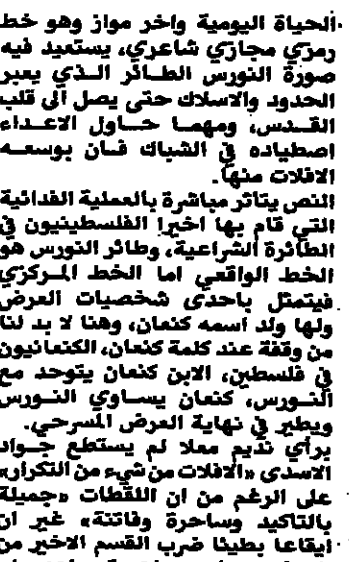 الحياة اليومية واخر مواز وهو خط
رمزي مجازي شاعري، يستعيد فيه
صورة النورس الطائر الذي يعبر
الحدود والاسلاك حتى يصل الى قلب
القدس، ومهما حاول الاعداء
اصطياده في الشباك فان بوسعه
الافلات منها.
النص يتاثر مباشرة بالعملية الفدائية
التي قام بها اخيرا الفلسطينيون في
الطائرة الشراعية، وطائر النورس هو
الخط الواقعي اما الخط المركزي
فيتمثل باحدى شخصيات العرض
ولها ولد اسمه كنعان، وهنا لا بد لنا
من وقفة عند كلمة كنعان، الكنعانيون
في فلسطين، الابن كنعان يتوحد مع
النورس، كنعان يساوي النورس
ويطير في نهاية العرض المسرحي.
برأي نديم معلا لم يستطع جواد
الاسدي «الافلات من شيء من التكرار»
على الرغم من ان اللقطات «جميلة
بالتاكيد وساحرة وفاتنة» غير ان
ايقاعا بطيئا ضرب القسم الاخير من